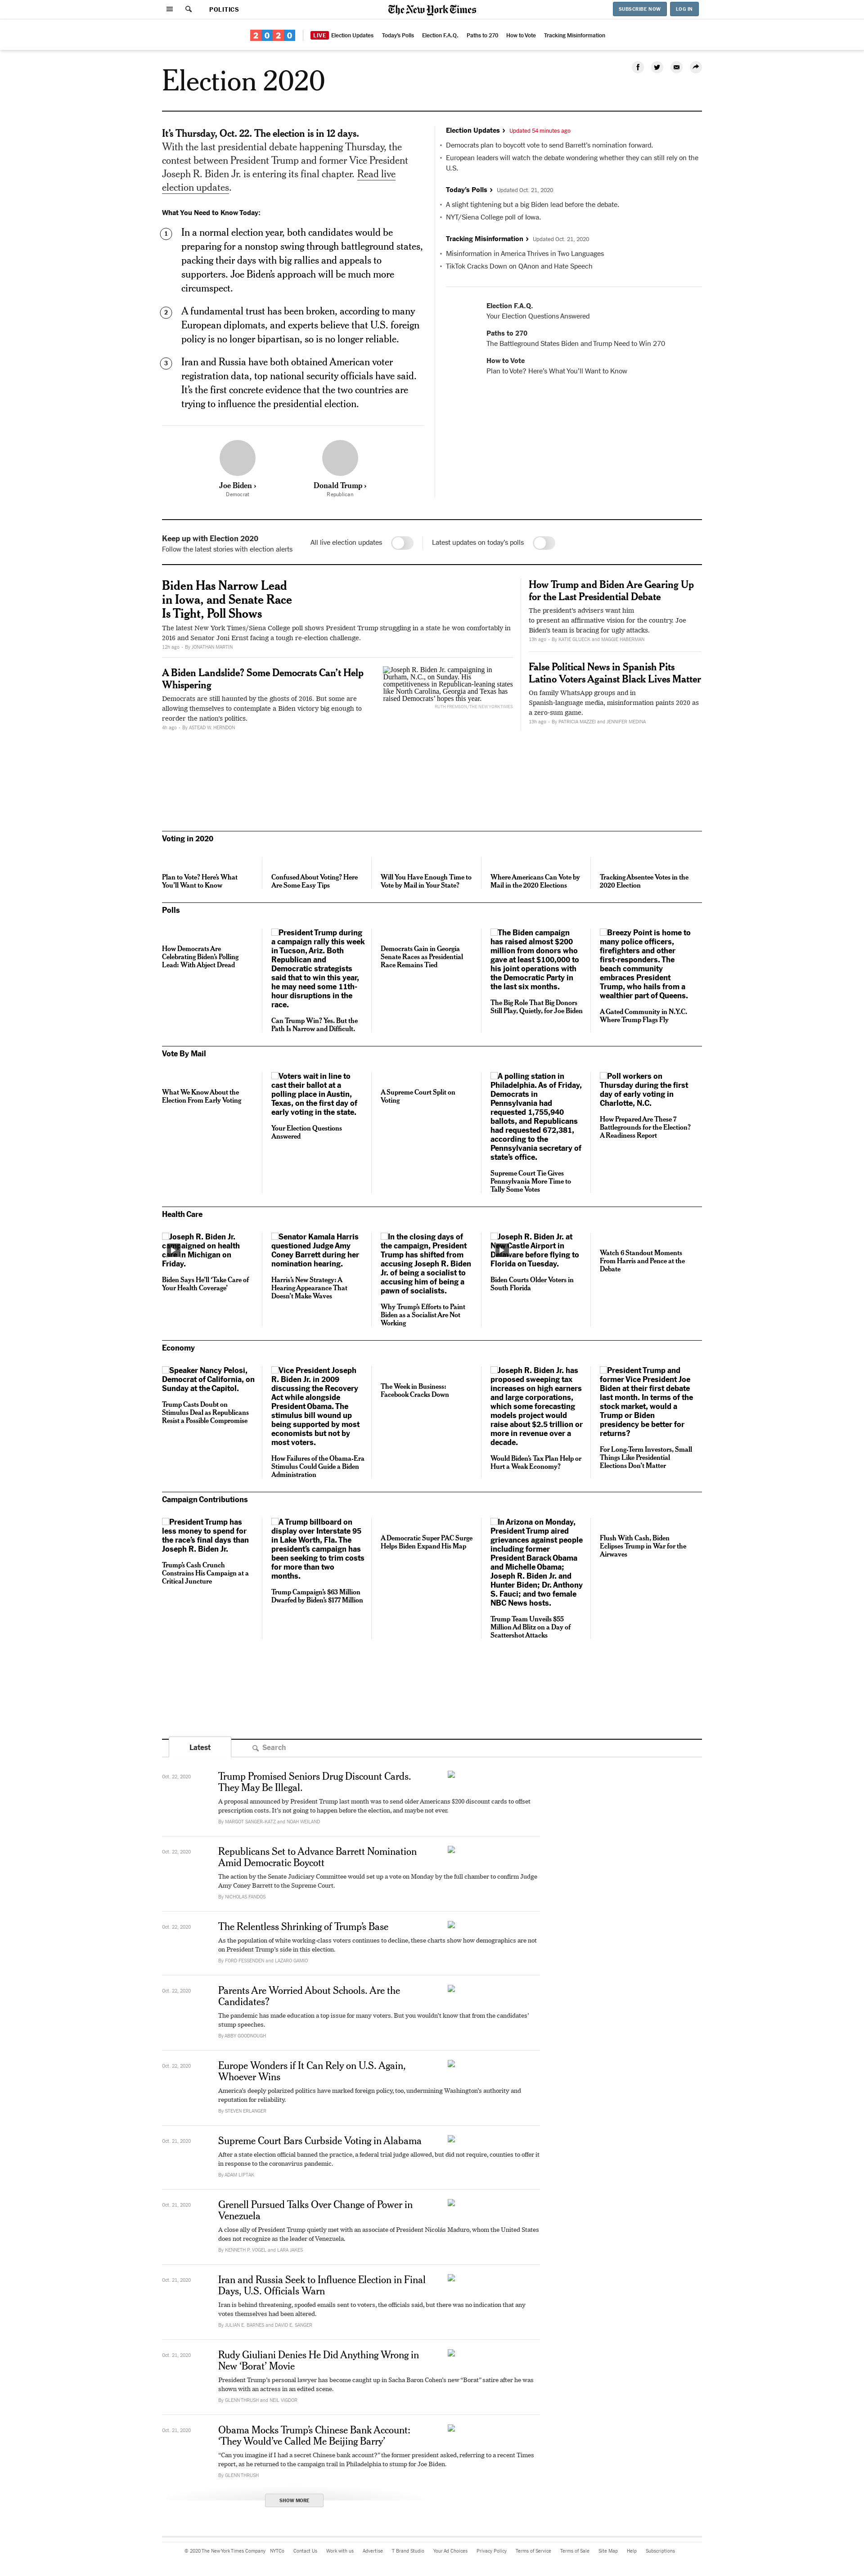 POLITICS
The New York Times
SUBSCRIBE NOW
LOG IN
2020
LIVE Election Updates
Today's Polls
Election F.A.Q.
Paths to 270
How to Vote
Tracking Misinformation
Election 2020
It's Thursday, Oct. 22. The election is in 12 days.
With the last presidential debate happening Thursday, the
contest between President Trump and former Vice President
Joseph R. Biden Jr. is entering its final chapter. Read live
election updates.
What You Need to Know Today:
1
In a normal election year, both candidates would be
preparing for a nonstop swing through battleground states,
packing their days with big rallies and appeals to
supporters. Joe Biden's approach will be much more
circumspect.
2
A fundamental trust has been broken, according to many
European diplomats, and experts believe that U.S. foreign
policy is no longer bipartisan, so is no longer reliable.
3
Iran and Russia have both obtained American voter
registration data, top national security officials have said.
It's the first concrete evidence that the two countries are
trying to influence the presidential election.
Joe Biden ›
Democrat
Donald Trump ›
Republican
Election Updates › Updated 54 minutes ago
• Democrats plan to boycott vote to send Barrett's nomination forward.
• European leaders will watch the debate wondering whether they can still rely on the
U.S.
Today's Polls › Updated Oct. 21, 2020
• A slight tightening but a big Biden lead before the debate.
• NYT/Siena College poll of Iowa.
Tracking Misinformation › Updated Oct. 21, 2020
• Misinformation in America Thrives in Two Languages
• TikTok Cracks Down on QAnon and Hate Speech
Election F.A.Q.
Your Election Questions Answered
Paths to 270
The Battleground States Biden and Trump Need to Win 270
How to Vote
Plan to Vote? Here's What You'll Want to Know
Keep up with Election 2020
Follow the latest stories with election alerts
All live election updates
Latest updates on today's polls
Biden Has Narrow Lead
in Iowa, and Senate Race
Is Tight, Poll Shows
The latest New York Times/Siena College poll shows President Trump struggling in a state he won comfortably in
2016 and Senator Joni Ernst facing a tough re-election challenge.
12h ago · By JONATHAN MARTIN
A Biden Landslide? Some Democrats Can't Help
Whispering
Democrats are still haunted by the ghosts of 2016. But some are
allowing themselves to contemplate a Biden victory big enough to
reorder the nation's politics.
4h ago · By ASTEAD W. HERNDON
Joseph R. Biden Jr. campaigning in
Durham, N.C., on Sunday. His
competitiveness in Republican-leaning states
like North Carolina, Georgia and Texas has
raised Democrats' hopes this year.
RUTH FREMSON, THE NEW YORK TIMES
How Trump and Biden Are Gearing Up
for the Last Presidential Debate
The president's advisers want him
to present an affirmative vision for the country. Joe
Biden's team is bracing for ugly attacks.
13h ago · By KATIE GLUECK and MAGGIE HABERMAN
False Political News in Spanish Pits
Latino Voters Against Black Lives Matter
On family WhatsApp groups and in
Spanish-language media, misinformation paints 2020 as
a zero-sum game.
13h ago · By PATRICIA MAZZEI and JENNIFER MEDINA
Voting in 2020
Plan to Vote? Here's What
You'll Want to Know
Confused About Voting? Here
Are Some Easy Tips
Will You Have Enough Time to
Vote by Mail in Your State?
Where Americans Can Vote by
Mail in the 2020 Elections
Tracking Absentee Votes in the
2020 Election
Polls
How Democrats Are
Celebrating Biden's Polling
Lead: With Abject Dread
President Trump during
a campaign rally this week
in Tucson, Ariz. Both
Republican and
Democratic strategists
said that to win this year,
he may need some 11th-
hour disruptions in the
race.
Can Trump Win? Yes. But the
Path Is Narrow and Difficult.
Democrats Gain in Georgia
Senate Races as Presidential
Race Remains Tied
The Biden campaign
has raised almost $200
million from donors who
gave at least $100,000 to
his joint operations with
the Democratic Party in
the last six months.
The Big Role That Big Donors
Still Play, Quietly, for Joe Biden
Breezy Point is home to
many police officers,
firefighters and other
first-responders. The
beach community
embraces President
Trump, who hails from a
wealthier part of Queens.
A Gated Community in N.Y.C.
Where Trump Flags Fly
Vote By Mail
What We Know About the
Election From Early Voting
Voters wait in line to
cast their ballot at a
polling place in Austin,
Texas, on the first day of
early voting in the state.
Your Election Questions
Answered
A Supreme Court Split on
Voting
A polling station in
Philadelphia. As of Friday,
Democrats in
Pennsylvania had
requested 1,755,940
ballots, and Republicans
had requested 672,381,
according to the
Pennsylvania secretary of
state's office.
Supreme Court Tie Gives
Pennsylvania More Time to
Tally Some Votes
Poll workers on
Thursday during the first
day of early voting in
Charlotte, N.C.
How Prepared Are These 7
Battlegrounds for the Election?
A Readiness Report
Health Care
Joseph R. Biden Jr.
campaigned on health
care in Michigan on
Friday.
Biden Says He'll 'Take Care of
Your Health Coverage'
Senator Kamala Harris
questioned Judge Amy
Coney Barrett during her
nomination hearing.
Harris's New Strategy: A
Hearing Appearance That
Doesn't Make Waves
In the closing days of
the campaign, President
Trump has shifted from
accusing Joseph R. Biden
Jr. of being a socialist to
accusing him of being a
pawn of socialists.
Why Trump's Efforts to Paint
Biden as a Socialist Are Not
Working
Joseph R. Biden Jr. at
New Castle Airport in
Delaware before flying to
Florida on Tuesday.
Biden Courts Older Voters in
South Florida
Watch 6 Standout Moments
From Harris and Pence at the
Debate
Economy
Speaker Nancy Pelosi,
Democrat of California, on
Sunday at the Capitol.
Trump Casts Doubt on
Stimulus Deal as Republicans
Resist a Possible Compromise
Vice President Joseph
R. Biden Jr. in 2009
discussing the Recovery
Act while alongside
President Obama. The
stimulus bill wound up
being supported by most
economists but not by
most voters.
How Failures of the Obama-Era
Stimulus Could Guide a Biden
Administration
The Week in Business:
Facebook Cracks Down
Joseph R. Biden Jr. has
proposed sweeping tax
increases on high earners
and large corporations,
which some forecasting
models project would
raise about $2.5 trillion or
more in revenue over a
decade.
Would Biden's Tax Plan Help or
Hurt a Weak Economy?
President Trump and
former Vice President Joe
Biden at their first debate
last month. In terms of the
stock market, would a
Trump or Biden
presidency be better for
returns?
For Long-Term Investors, Small
Things Like Presidential
Elections Don't Matter
Campaign Contributions
President Trump has
less money to spend for
the race's final days than
Joseph R. Biden Jr.
Trump's Cash Crunch
Constrains His Campaign at a
Critical Juncture
A Trump billboard on
display over Interstate 95
in Lake Worth, Fla. The
president's campaign has
been seeking to trim costs
for more than two
months.
Trump Campaign's $63 Million
Dwarfed by Biden's $177 Million
A Democratic Super PAC Surge
Helps Biden Expand His Map
In Arizona on Monday,
President Trump aired
grievances against people
including former
President Barack Obama
and Michelle Obama;
Joseph R. Biden Jr. and
Hunter Biden; Dr. Anthony
S. Fauci; and two female
NBC News hosts.
Trump Team Unveils $55
Million Ad Blitz on a Day of
Scattershot Attacks
Flush With Cash, Biden
Eclipses Trump in War for the
Airwaves
Latest
Search
Oct. 22, 2020
Trump Promised Seniors Drug Discount Cards.
They May Be Illegal.
A proposal announced by President Trump last month was to send older Americans $200 discount cards to offset
prescription costs. It's not going to happen before the election, and maybe not ever.
By MARGOT SANGER-KATZ and NOAH WEILAND
Oct. 22, 2020
Republicans Set to Advance Barrett Nomination
Amid Democratic Boycott
The action by the Senate Judiciary Committee would set up a vote on Monday by the full chamber to confirm Judge
Amy Coney Barrett to the Supreme Court.
By NICHOLAS FANDOS
Oct. 22, 2020
The Relentless Shrinking of Trump's Base
As the population of white working-class voters continues to decline, these charts show how demographics are not
on President Trump's side in this election.
By FORD FESSENDEN and LAZARO GAMIO
Oct. 22, 2020
Parents Are Worried About Schools. Are the
Candidates?
The pandemic has made education a top issue for many voters. But you wouldn't know that from the candidates'
stump speeches.
By ABBY GOODNOUGH
Oct. 22, 2020
Europe Wonders if It Can Rely on U.S. Again,
Whoever Wins
America's deeply polarized politics have marked foreign policy, too, undermining Washington's authority and
reputation for reliability.
By STEVEN ERLANGER
Oct. 21, 2020
Supreme Court Bars Curbside Voting in Alabama
After a state election official banned the practice, a federal trial judge allowed, but did not require, counties to offer it
in response to the coronavirus pandemic.
By ADAM LIPTAK
Oct. 21, 2020
Grenell Pursued Talks Over Change of Power in
Venezuela
A close ally of President Trump quietly met with an associate of President Nicolás Maduro, whom the United States
does not recognize as the leader of Venezuela.
By KENNETH P. VOGEL and LARA JAKES
Oct. 21, 2020
Iran and Russia Seek to Influence Election in Final
Days, U.S. Officials Warn
Iran is behind threatening, spoofed emails sent to voters, the officials said, but there was no indication that any
votes themselves had been altered.
By JULIAN E. BARNES and DAVID E. SANGER
Oct. 21, 2020
Rudy Giuliani Denies He Did Anything Wrong in
New 'Borat' Movie
President Trump's personal lawyer has become caught up in Sacha Baron Cohen's new "Borat" satire after he was
shown with an actress in an edited scene.
By GLENN THRUSH and NEIL VIGDOR
Oct. 21, 2020
Obama Mocks Trump's Chinese Bank Account:
'They Would've Called Me Beijing Barry'
"Can you imagine if I had a secret Chinese bank account?" the former president asked, referring to a recent Times
report, as he returned to the campaign trail in Philadelphia to stump for Joe Biden.
By GLENN THRUSH
SHOW MORE
© 2020 The New York Times Company
NYTCo
Contact Us
Work with us
Advertise
T Brand Studio
Your Ad Choices
Privacy Policy
Terms of Service
Terms of Sale
Site Map
Help
Subscriptions